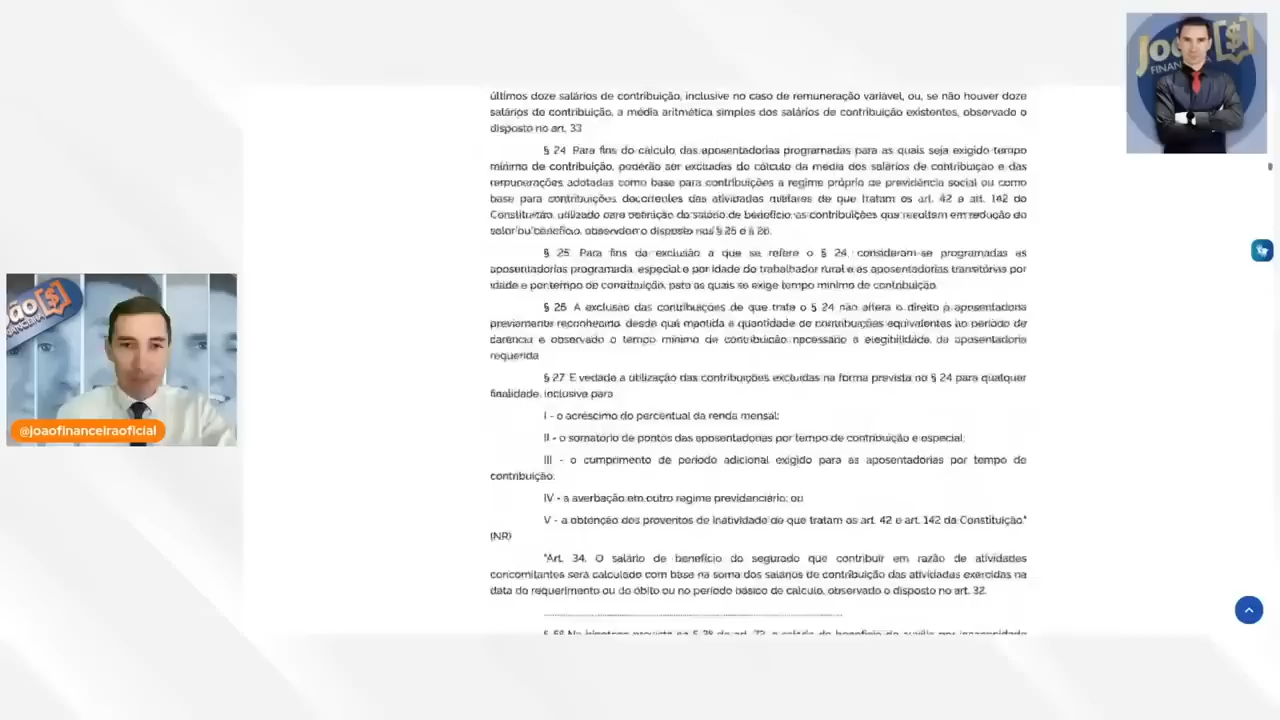 últimos doze salários de contribuição, inclusive no caso de remuneração variável, ou, se não houver doze
salários de contribuição, a média aritmética simples dos salários de contribuição existentes, observado o
disposto no art. 33
§ 24 Para fins do cálculo das aposentadorias programadas para as quais seja exigido tempo
mínimo de contribuição, poderão ser excluídas do cálculo da média dos salários de contribuição e das
remunerações adotadas como base para contribuições a regime próprio de previdência social ou como
base para contribuições decorrentes das atividades militares de que tratam os art. 42 e art. 142 da
Constituição, utilizado para definição do salário de benefício, as contribuições que resultem em redução do
valor do benefício, observado o disposto nos § 25 e § 26.
§ 25 Para fins da exclusão a que se refere o § 24, consideram-se programadas as
aposentadorias programada, especial e por idade do trabalhador rural e as aposentadorias transitórias por
idade e por tempo de contribuição, para as quais se exige tempo mínimo de contribuição.
§ 26 A exclusão das contribuições de que trata o § 24 não altera o direito à aposentadoria
previamente reconhecido, desde que mantida a quantidade de contribuições equivalentes ao período de
carência e observado o tempo mínimo de contribuição necessário à elegibilidade da aposentadoria
requerida
§ 27 É vedada a utilização das contribuições excluídas na forma prevista no § 24 para qualquer
finalidade, inclusive para
I - o acréscimo do percentual da renda mensal;
II - o somatório de pontos das aposentadorias por tempo de contribuição e especial;
III - o cumprimento de período adicional exigido para as aposentadorias por tempo de
contribuição;
IV - a averbação em outro regime previdenciário; ou
V - a obtenção dos proventos de inatividade de que tratam os art. 42 e art. 142 da Constituição."
(NR)
"Art. 34. O salário de benefício do segurado que contribuir em razão de atividades
concomitantes será calculado com base na soma dos salários de contribuição das atividades exercidas na
data do requerimento ou do óbito ou no período básico de cálculo, observado o disposto no art. 32.
@joaofinanceiraoficial